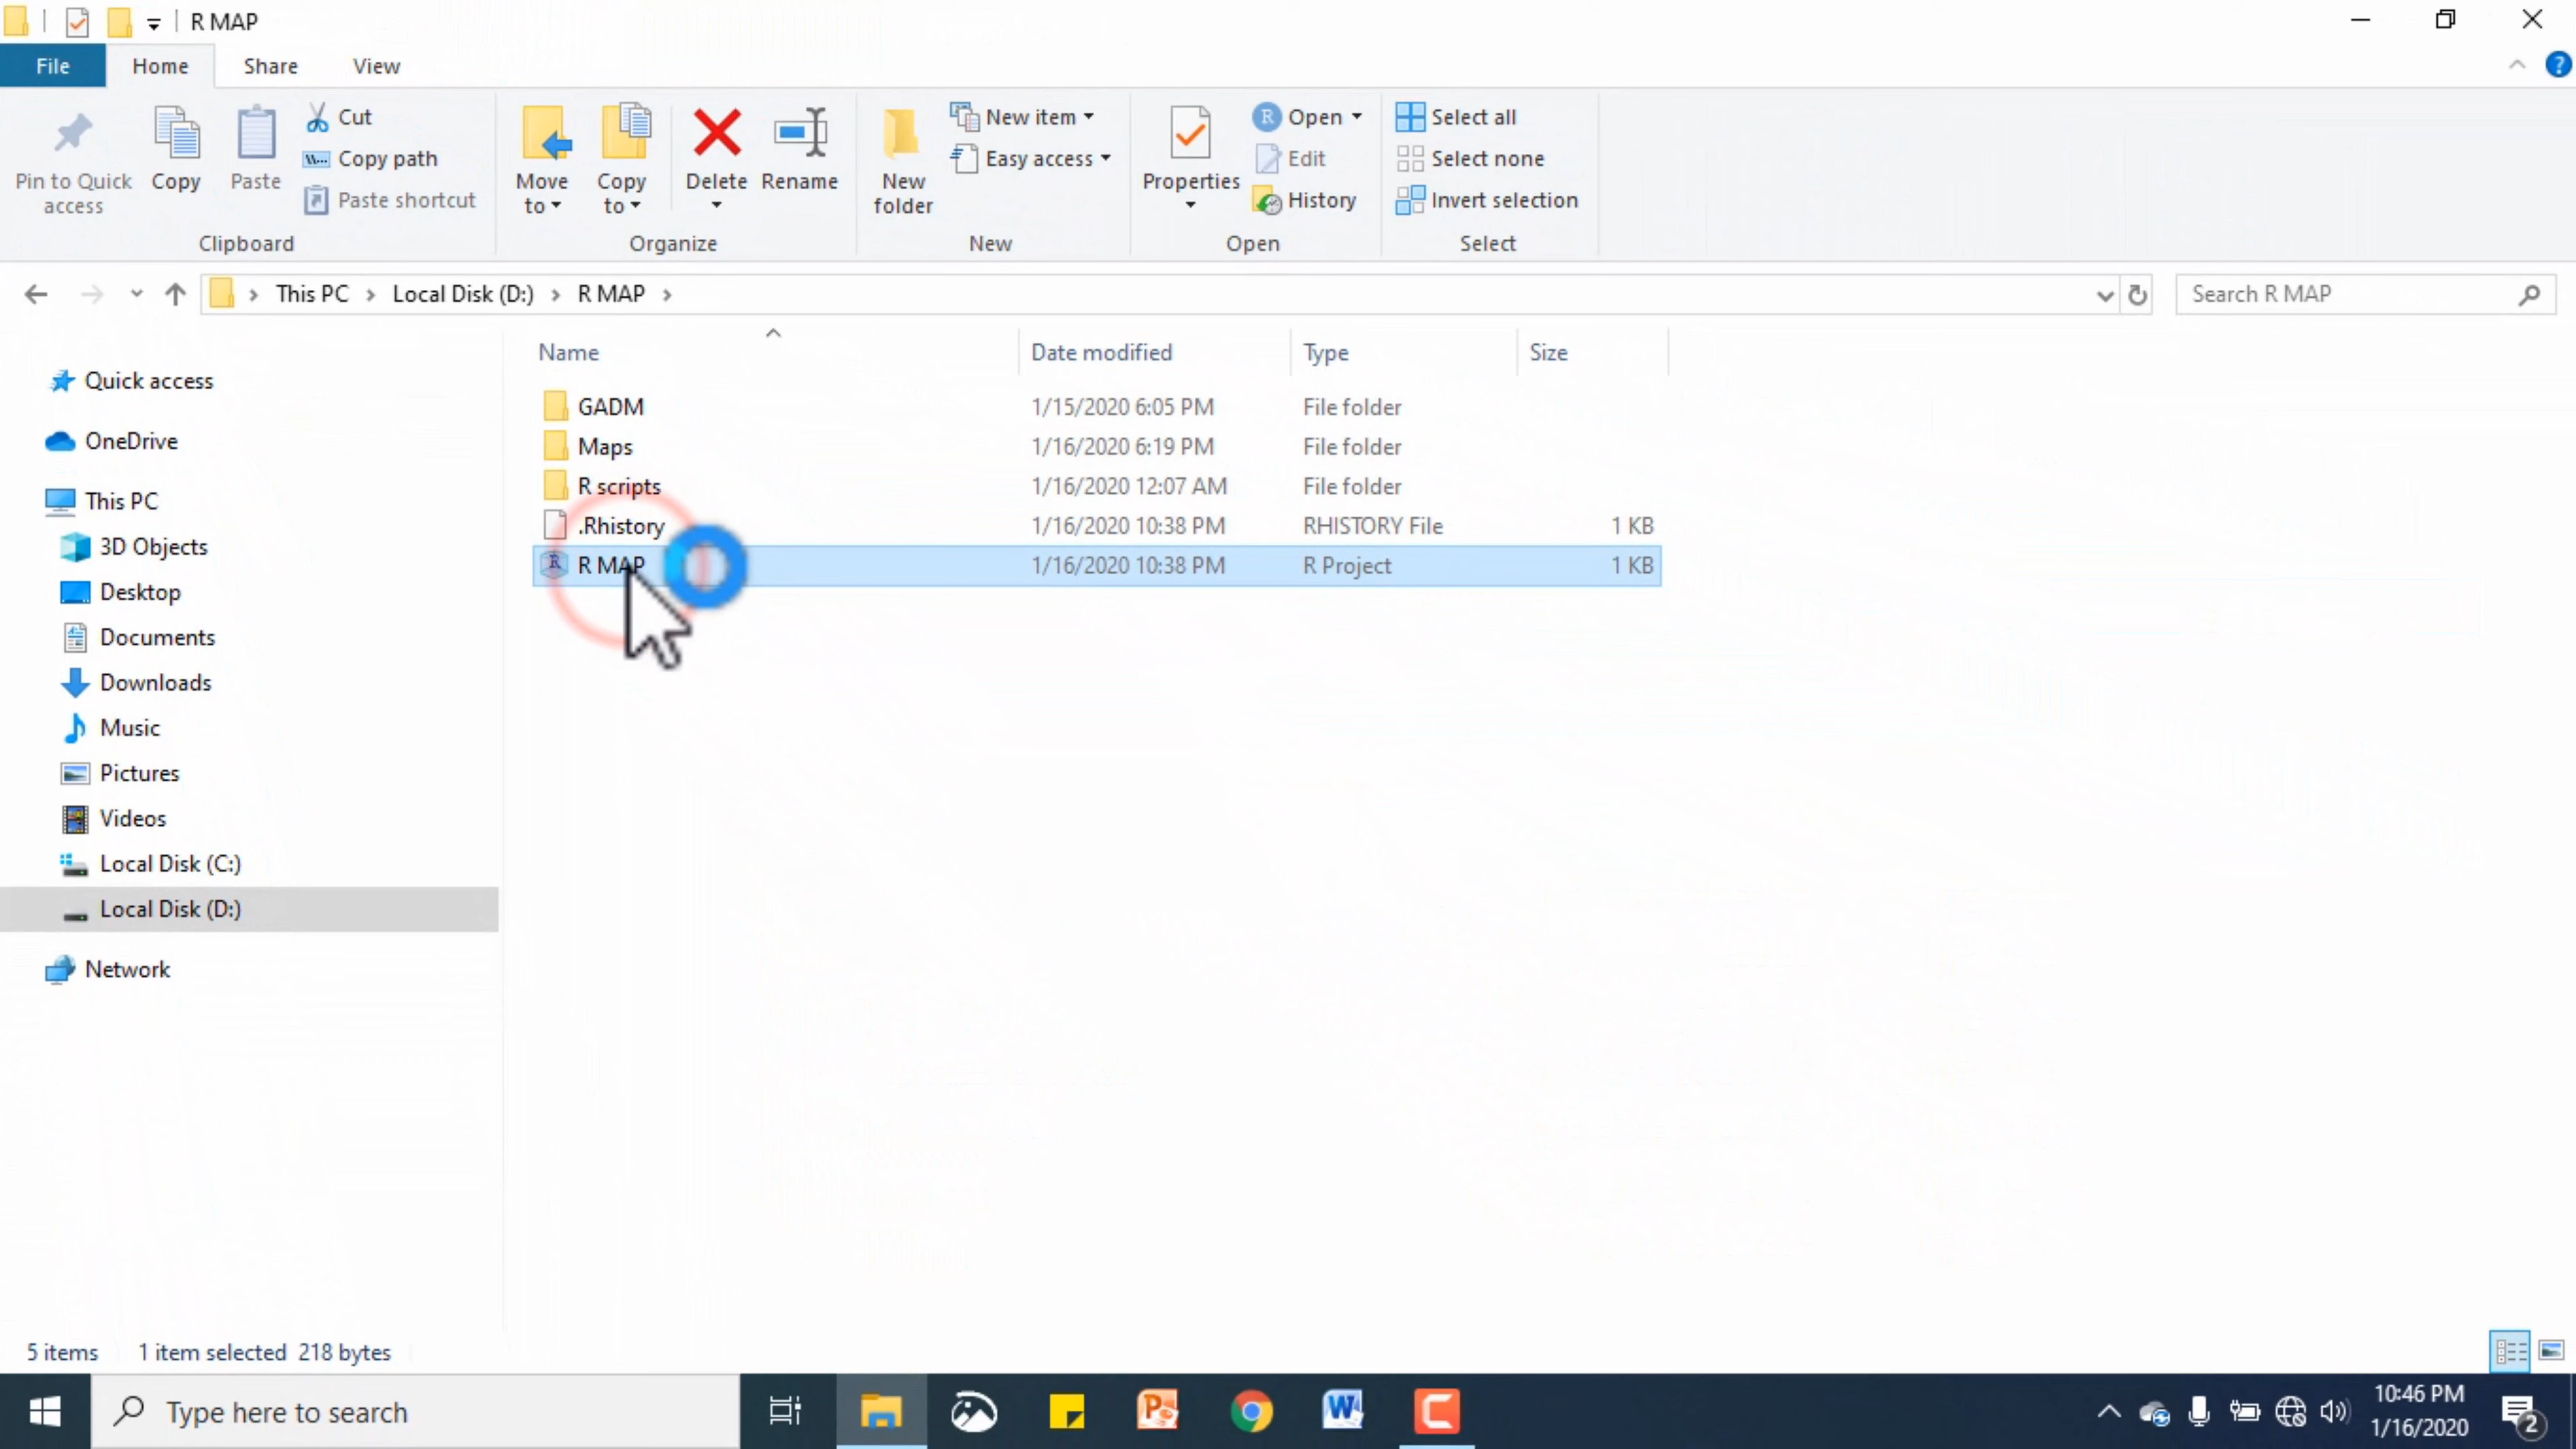 R MAP
File Home Share View
Pin to Quick access
Copy
Paste
Cut
Copy path
Paste shortcut
Clipboard
Move to
Copy to
Delete
Rename
Organize
New folder
New item
Easy access
New
Properties
Open
Edit
History
Open
Select all
Select none
Invert selection
Select
This PC > Local Disk (D:) > R MAP >
Search R MAP
Quick access
OneDrive
This PC
3D Objects
Desktop
Documents
Downloads
Music
Pictures
Videos
Local Disk (C:)
Local Disk (D:)
Network
Name Date modified Type Size
GADM 1/15/2020 6:05 PM File folder
Maps 1/16/2020 6:19 PM File folder
R scripts 1/16/2020 12:07 AM File folder
.Rhistory 1/16/2020 10:38 PM RHISTORY File 1 KB
R MAP 1/16/2020 10:38 PM R Project 1 KB
5 items 1 item selected 218 bytes
Type here to search
10:46 PM
1/16/2020
2